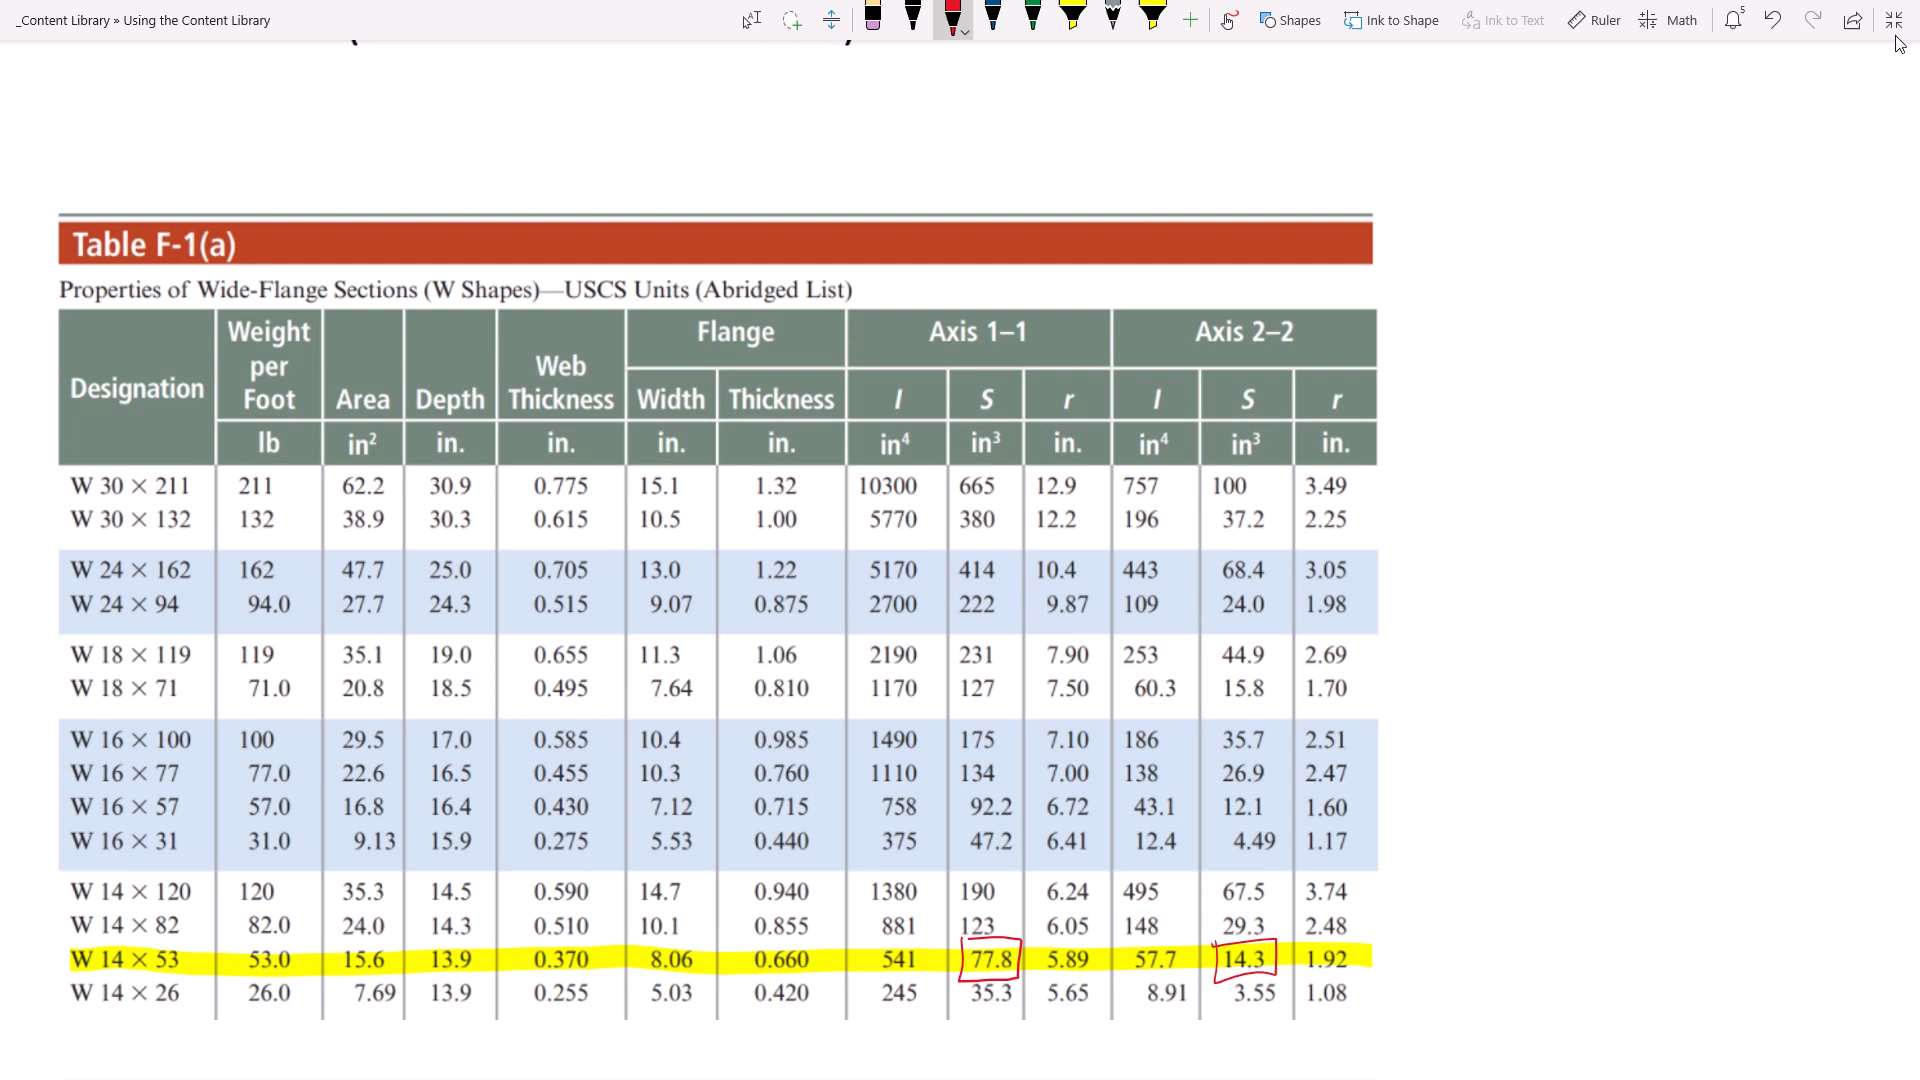 _Content Library » Using the Content Library
Shapes Ink to Shape Ink to Text Ruler Math 5
Table F-1(a)
Properties of Wide-Flange Sections (W Shapes)—USCS Units (Abridged List)
Designation Weight per Foot Area Depth Web Thickness Flange Axis 1–1 Axis 2–2
Width Thickness I S r I S r
lb in² in. in. in. in. in⁴ in³ in. in⁴ in³ in.
W 30 × 211 211 62.2 30.9 0.775 15.1 1.32 10300 665 12.9 757 100 3.49
W 30 × 132 132 38.9 30.3 0.615 10.5 1.00 5770 380 12.2 196 37.2 2.25
W 24 × 162 162 47.7 25.0 0.705 13.0 1.22 5170 414 10.4 443 68.4 3.05
W 24 × 94 94.0 27.7 24.3 0.515 9.07 0.875 2700 222 9.87 109 24.0 1.98
W 18 × 119 119 35.1 19.0 0.655 11.3 1.06 2190 231 7.90 253 44.9 2.69
W 18 × 71 71.0 20.8 18.5 0.495 7.64 0.810 1170 127 7.50 60.3 15.8 1.70
W 16 × 100 100 29.5 17.0 0.585 10.4 0.985 1490 175 7.10 186 35.7 2.51
W 16 × 77 77.0 22.6 16.5 0.455 10.3 0.760 1110 134 7.00 138 26.9 2.47
W 16 × 57 57.0 16.8 16.4 0.430 7.12 0.715 758 92.2 6.72 43.1 12.1 1.60
W 16 × 31 31.0 9.13 15.9 0.275 5.53 0.440 375 47.2 6.41 12.4 4.49 1.17
W 14 × 120 120 35.3 14.5 0.590 14.7 0.940 1380 190 6.24 495 67.5 3.74
W 14 × 82 82.0 24.0 14.3 0.510 10.1 0.855 881 123 6.05 148 29.3 2.48
W 14 × 53 53.0 15.6 13.9 0.370 8.06 0.660 541 77.8 5.89 57.7 14.3 1.92
W 14 × 26 26.0 7.69 13.9 0.255 5.03 0.420 245 35.3 5.65 8.91 3.55 1.08